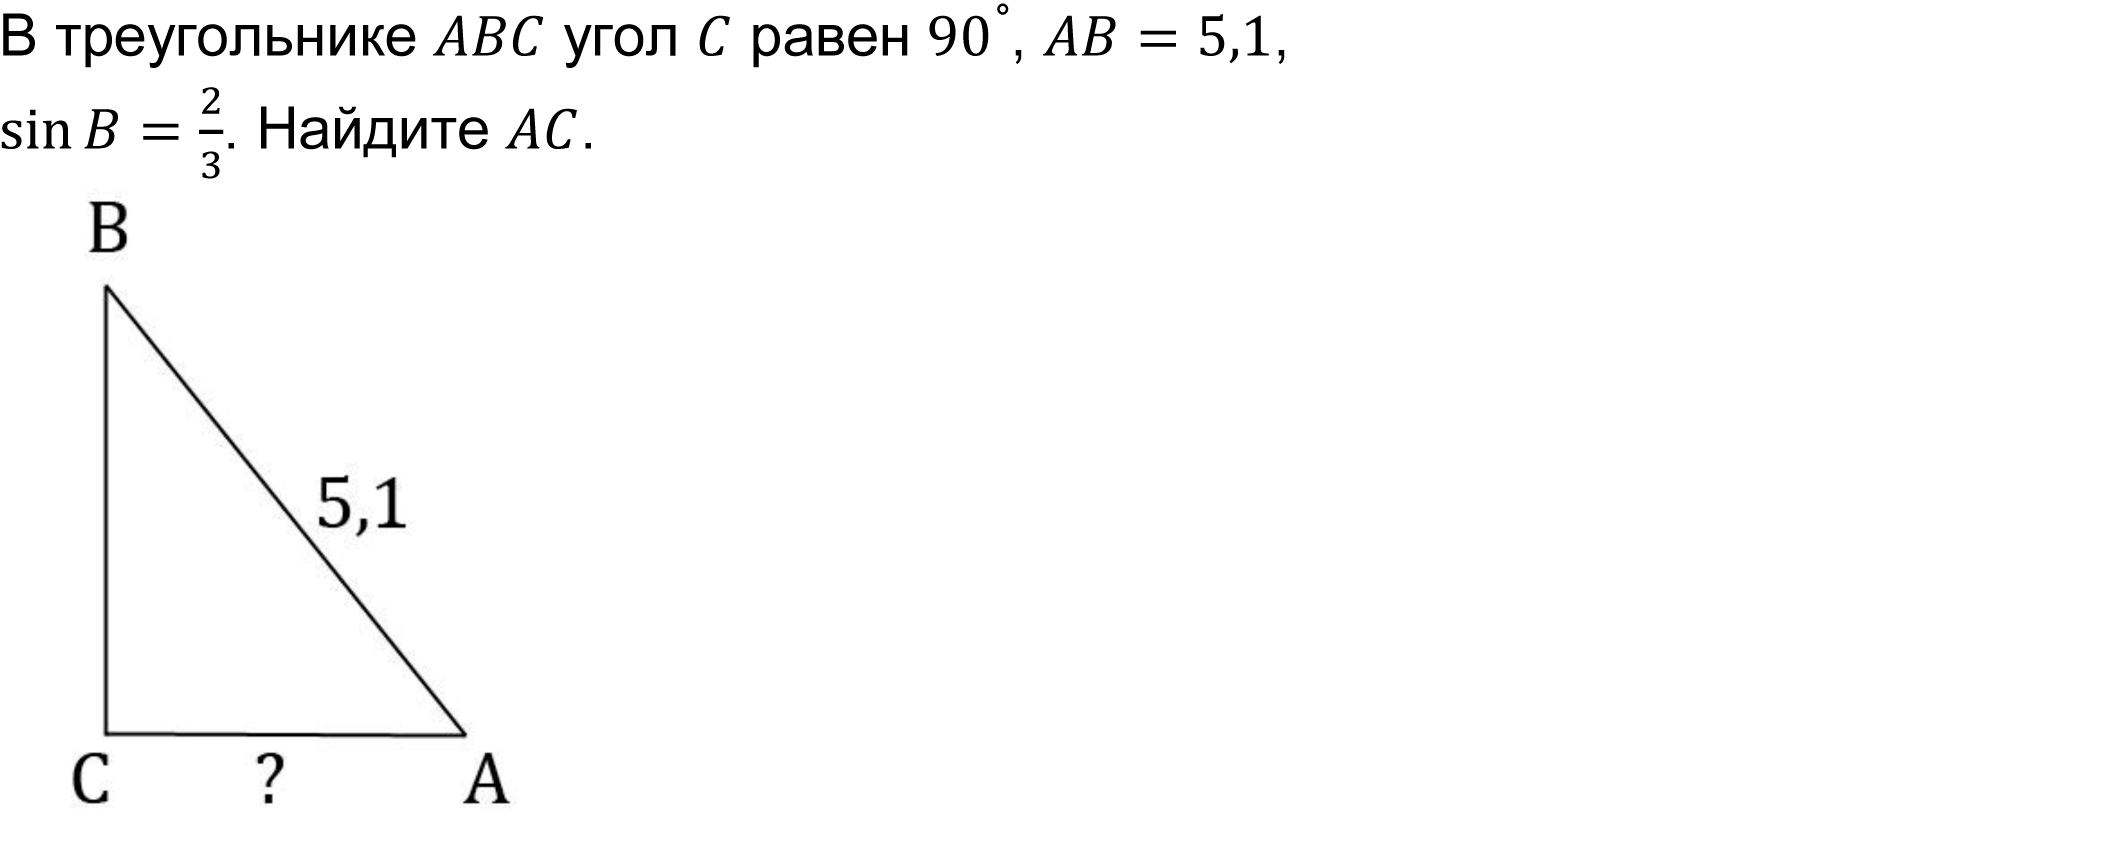 В треугольнике ABC угол C равен 90°, AB = 5,1,
sin B = 2/3. Найдите AC.
B
5,1
C ? A